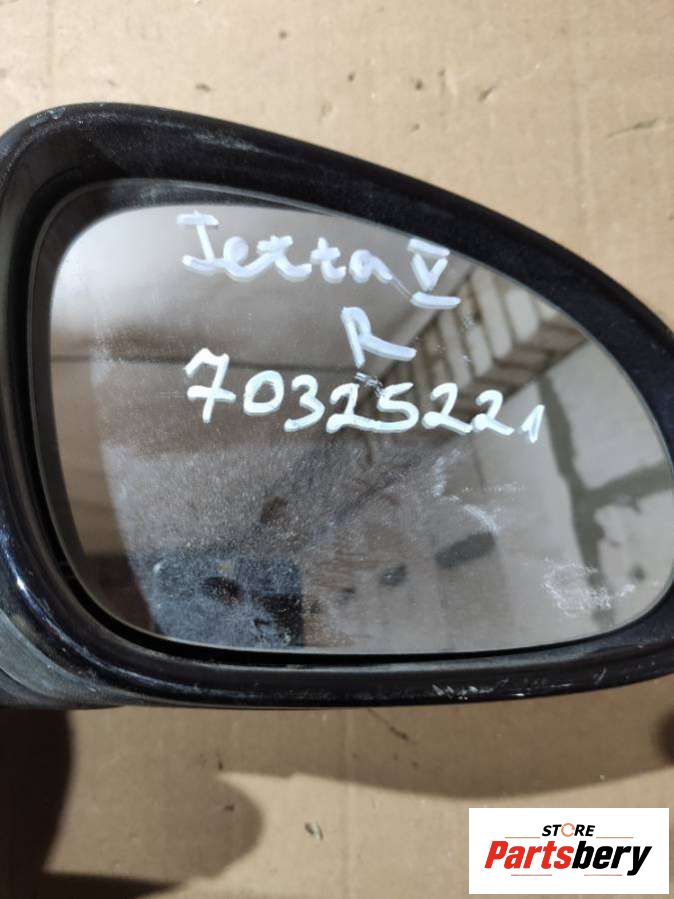 Jetta V
R
70325221
STORE
Partsbery